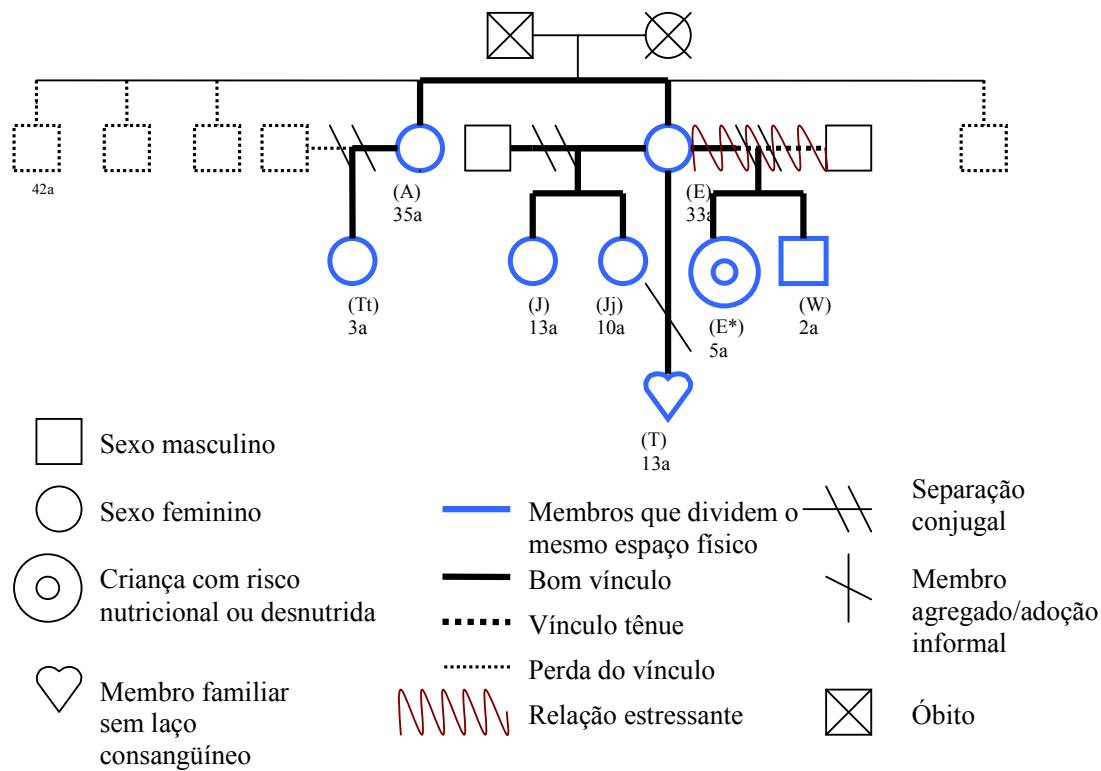 42a
(A)
35a
(E)
33a
(Tt)
3a
(J)
13a
(Jj)
10a
(E*)
5a
(W)
2a
(T)
13a
Sexo masculino
Sexo feminino
Criança com risco
nutricional ou desnutrida
Membro familiar
sem laço
consangüíneo
Membros que dividem o
mesmo espaço físico
Bom vínculo
Vínculo tênue
Perda do vínculo
Relação estressante
Separação
conjugal
Membro
agregado/adoção
informal
Óbito